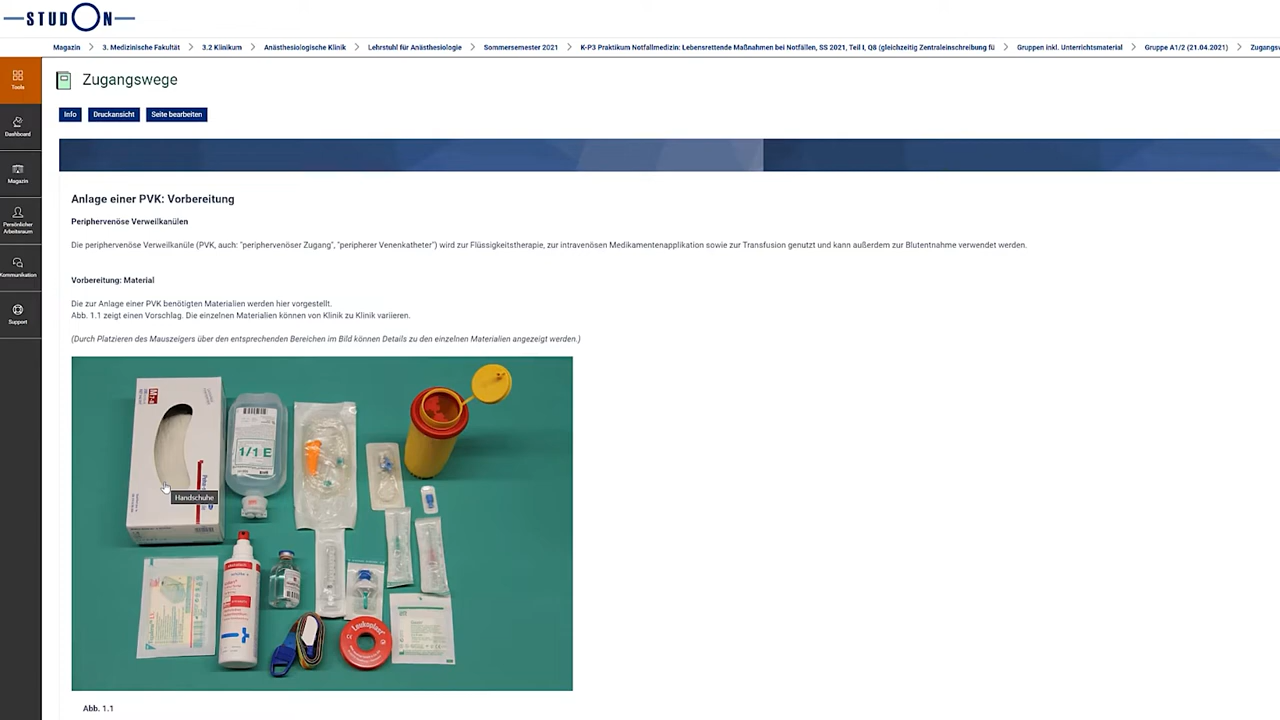 STUDON
Magazin > 3. Medizinische Fakultät > 3.2 Klinikum > Anästhesiologische Klinik > Lehrstuhl für Anästhesiologie > Sommersemester 2021 > K-P3 Praktikum Notfallmedizin: Lebensrettende Maßnahmen bei Notfällen, SS 2021, Teil I, Q8 (gleichzeitig Zentraleinschreibung fü > Gruppen inkl. Unterrichtsmaterial > Gruppe A1/2 (21.04.2021) > Zugangsw
Tools
Dashboard
Magazin
Persönlicher
Arbeitsraum
Kommunikation
Support
Zugangswege
Info Druckansicht Seite bearbeiten
Anlage einer PVK: Vorbereitung
Periphervenöse Verweilkanülen
Die periphervenöse Verweilkanüle (PVK, auch: "periphervenöser Zugang", "peripherer Venenkatheter") wird zur Flüssigkeitstherapie, zur intravenösen Medikamentenapplikation sowie zur Transfusion genutzt und kann außerdem zur Blutentnahme verwendet werden.
Vorbereitung: Material
Die zur Anlage einer PVK benötigten Materialien werden hier vorgestellt.
Abb. 1.1 zeigt einen Vorschlag. Die einzelnen Materialien können von Klinik zu Klinik variieren.
(Durch Platzieren des Mauszeigers über den entsprechenden Bereichen im Bild können Details zu den einzelnen Materialien angezeigt werden.)
1/1 E
Handschuhe
Leukoplast
Abb. 1.1